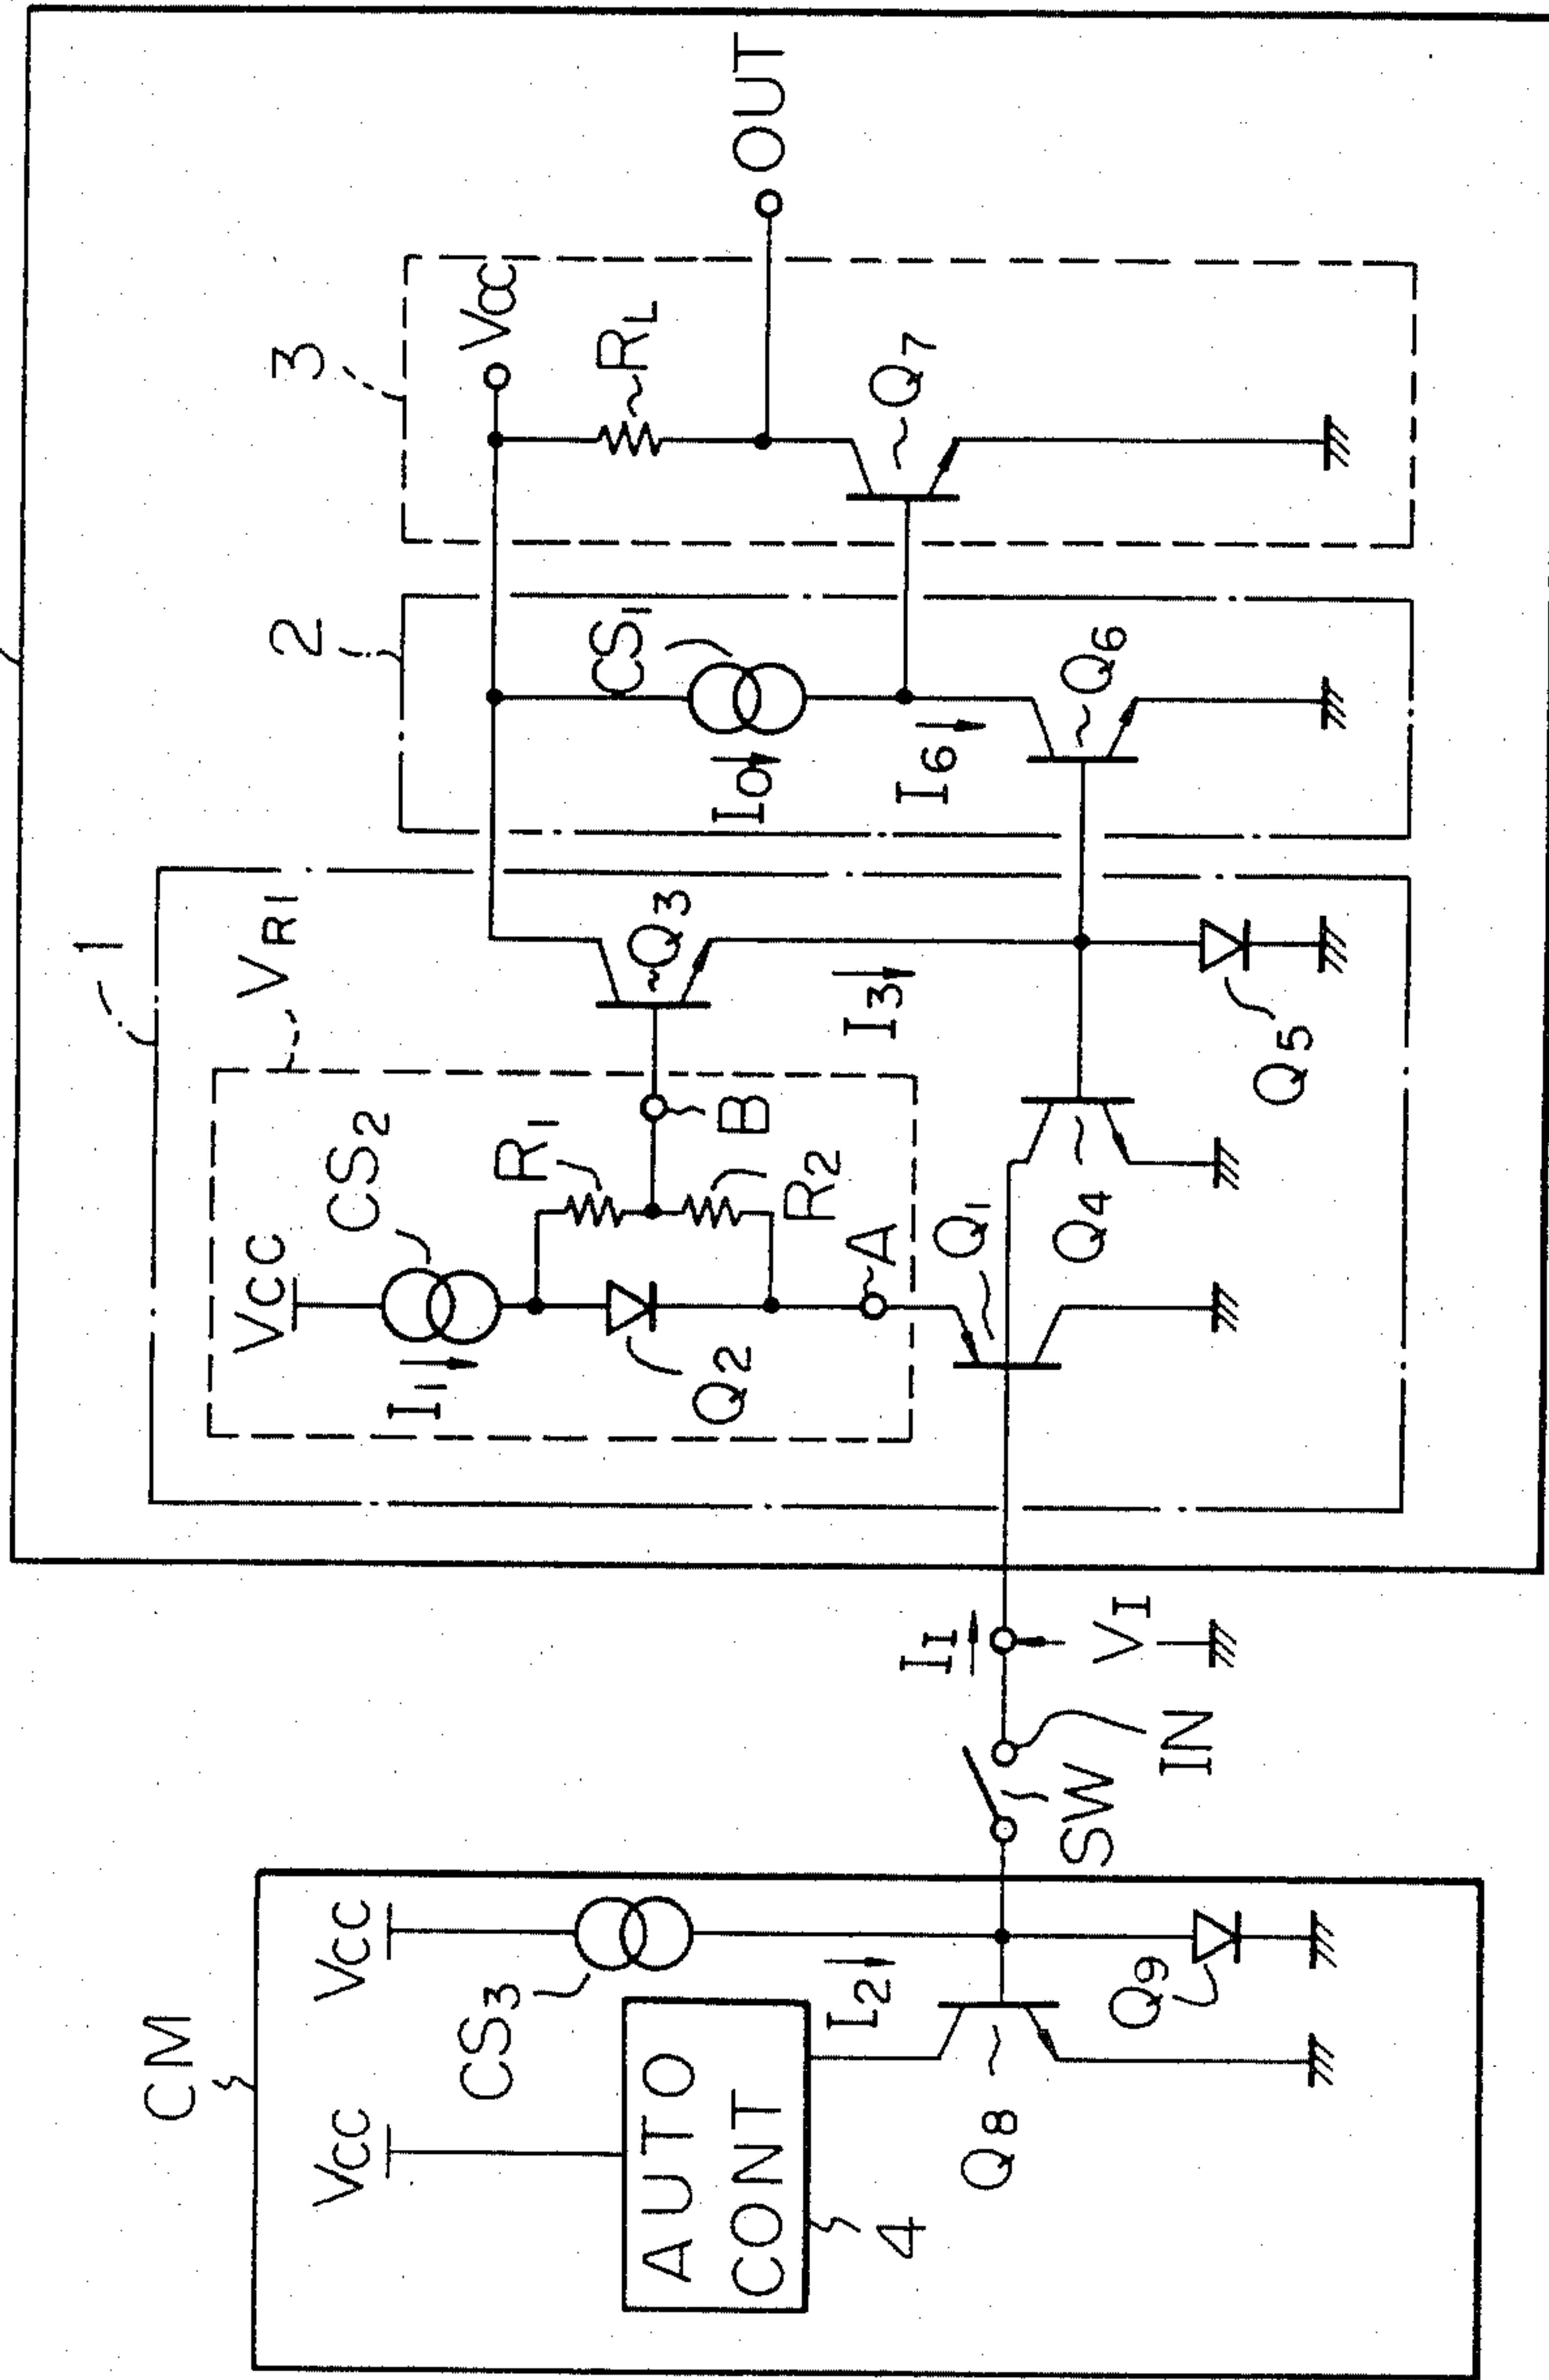 CM
VCC
VCC
CS3
AUTO
CONT
4
I2
Q8
Q9
SW
IN
II
VI
1
VR1
VCC
CS2
I1
Q2
R1
R2
B
A
Q1
Q3
I3
Q4
Q5
2
CS1
I0
I6
Q6
3
VCC
RL
Q7
OUT